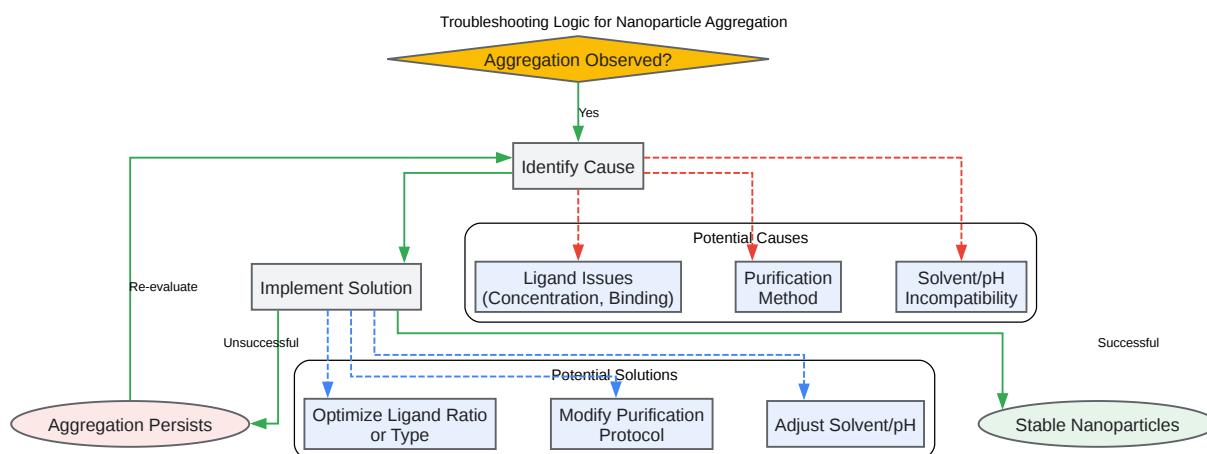 Troubleshooting Logic for Nanoparticle Aggregation
Aggregation Observed?
Yes
Identify Cause
Potential Causes
Ligand Issues
(Concentration, Binding)
Purification
Method
Solvent/pH
Incompatibility
Implement Solution
Re-evaluate
Unsuccessful
Successful
Potential Solutions
Aggregation Persists
Optimize Ligand Ratio
or Type
Modify Purification
Protocol
Adjust Solvent/pH
Stable Nanoparticles